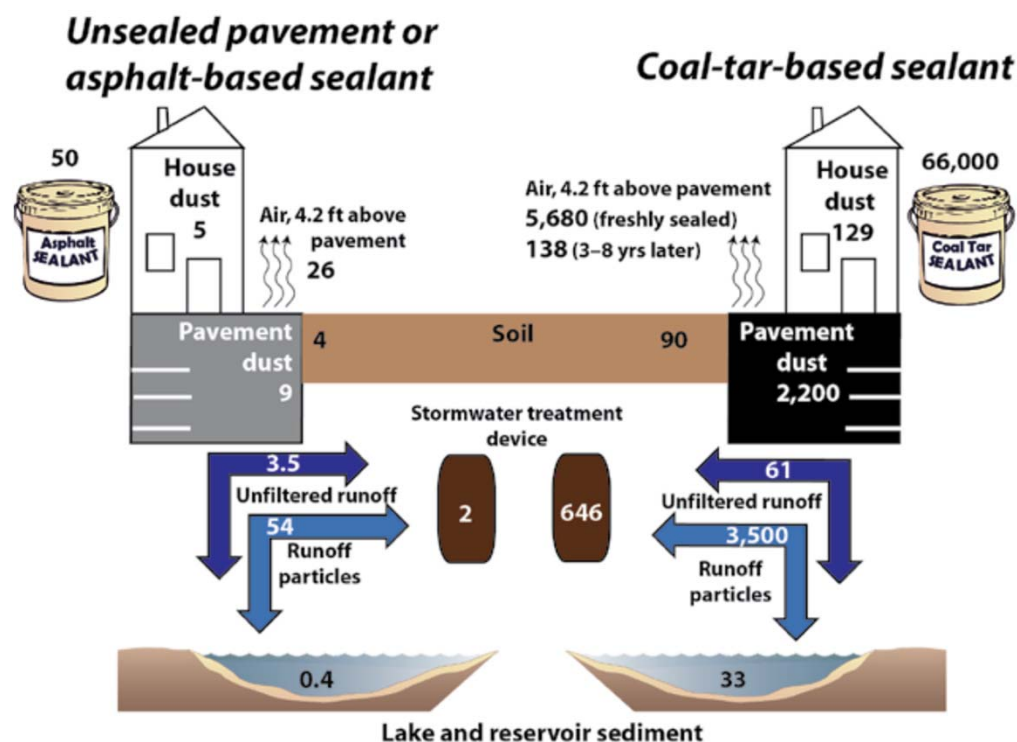 Unsealed pavement or
asphalt-based sealant
Coal-tar-based sealant
50
Asphalt
SEALANT
House
dust
5
Air, 4.2 ft above
pavement
26
Air, 4.2 ft above pavement
5,680 (freshly sealed)
138 (3–8 yrs later)
House
dust
129
66,000
Coal Tar
SEALANT
Pavement
dust
9
4
Soil
90
Pavement
dust
2,200
Stormwater treatment
device
3.5
Unfiltered runoff
54
Runoff
particles
2
646
61
Unfiltered runoff
3,500
Runoff
particles
0.4
33
Lake and reservoir sediment